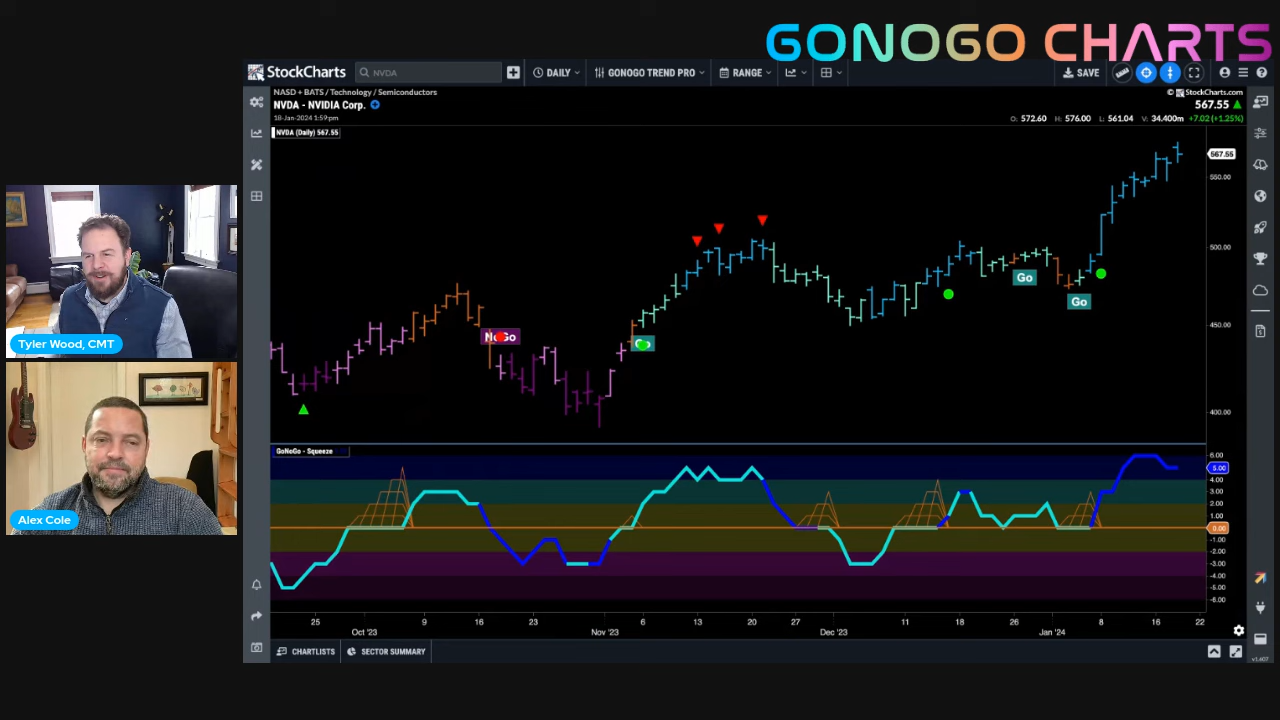 GONOGO CHARTS
StockCharts
NVDA
DAILY
GONOGO TREND PRO
RANGE
SAVE
NASD + BATS / Technology / Semiconductors
© StockCharts.com
NVDA - NVIDIA Corp.
567.55
18-Jan-2024 1:59pm
O: 572.60 H: 576.00 L: 561.04 V: 34.400m +7.02 (+1.25%)
NVDA (Daily) 567.55
567.55
550.00
500.00
Go
Go
NoGo
Go
450.00
400.00
Tyler Wood, CMT
Alex Cole
GoNoGo - Squeeze
6.00
5.00
4.00
3.00
2.00
1.00
0.00
-1.00
-2.00
-3.00
-4.00
-5.00
-6.00
25 9 16 23 6 13 20 27 11 18 26 8 16 22
Oct '23 Nov '23 Dec '23 Jan '24
CHARTLISTS
SECTOR SUMMARY
v1.607